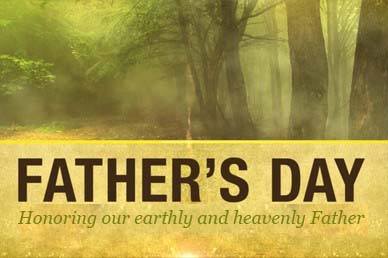 FATHER'S DAY
Honoring our earthly and heavenly Father